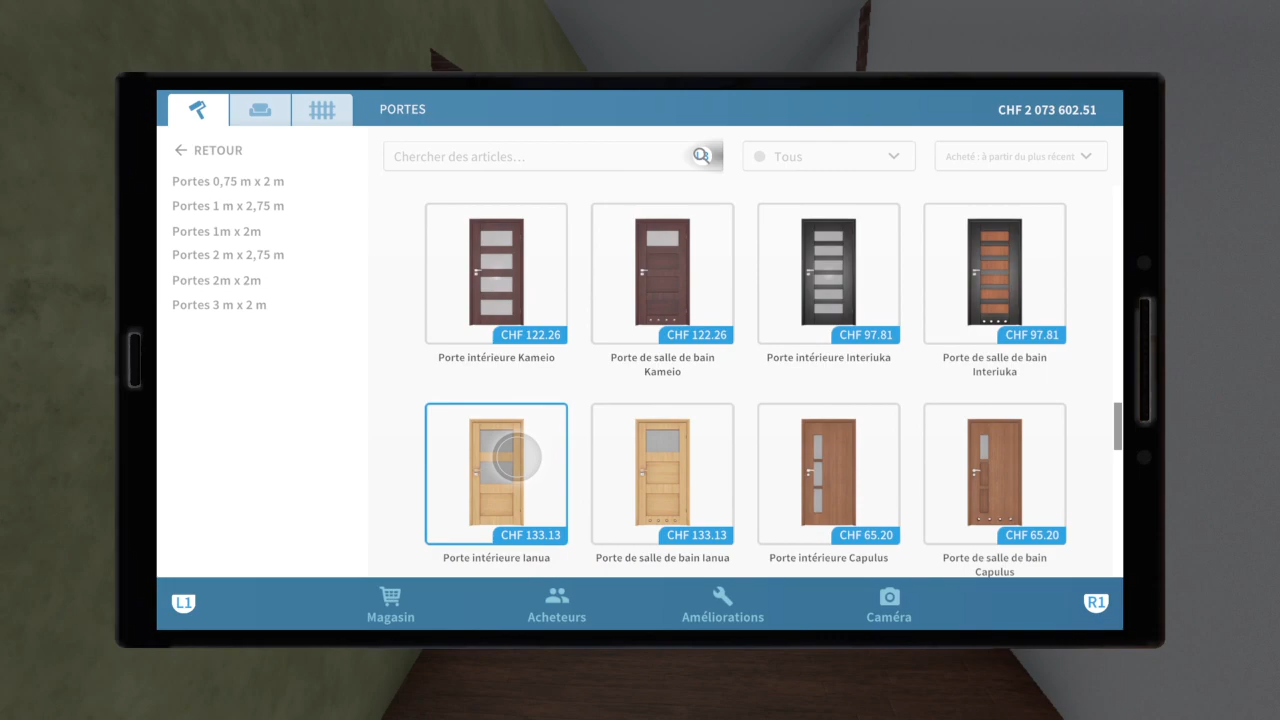 PORTES
CHF 2 073 602.51
RETOUR
Chercher des articles...
Tous
Acheté : à partir du plus récent
Portes 0,75 m x 2 m
Portes 1 m x 2,75 m
Portes 1m x 2m
Portes 2 m x 2,75 m
Portes 2m x 2m
Portes 3 m x 2 m
CHF 122.26
CHF 122.26
CHF 97.81
CHF 97.81
Porte intérieure Kameio
Porte de salle de bain
Kameio
Porte intérieure Interiuka
Porte de salle de bain
Interiuka
CHF 133.13
CHF 133.13
CHF 65.20
CHF 65.20
Porte intérieure Ianua
Porte de salle de bain Ianua
Porte intérieure Capulus
Porte de salle de bain
Capulus
L1
Magasin
Acheteurs
Améliorations
Caméra
R1